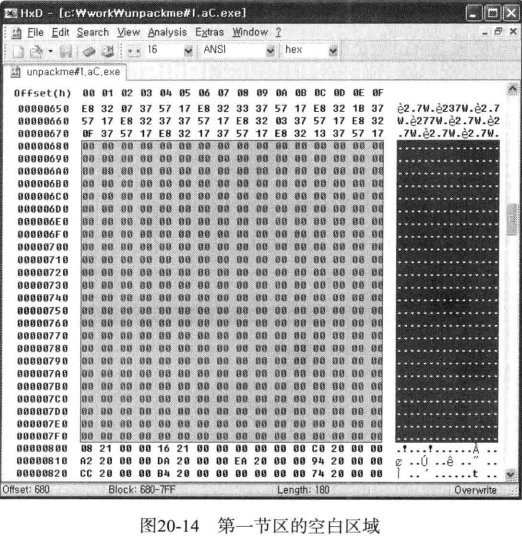 HxD - [c:\work\unpackme#1.aC.exe]
File Edit Search View Analysis Extras Window ?
16 ANSI hex
unpackme#1.aC.exe
Offset(h) 00 01 02 03 04 05 06 07 08 09 0A 0B 0C 0D 0E 0F
00000650 E8 32 07 37 57 17 E8 32 33 37 57 17 E8 32 1B 37 è2.7W.è237W.è2.7
00000660 57 17 E8 32 37 37 57 17 E8 32 03 37 57 17 E8 32 W.è277W.è2.7W.è2
00000670 0F 37 57 17 E8 32 17 37 57 17 E8 32 13 37 57 17 .7W.è2.7W.è2.7W.
00000680 00 00 00 00 00 00 00 00 00 00 00 00 00 00 00 00 ................
00000690 00 00 00 00 00 00 00 00 00 00 00 00 00 00 00 00 ................
000006A0 00 00 00 00 00 00 00 00 00 00 00 00 00 00 00 00 ................
000006B0 00 00 00 00 00 00 00 00 00 00 00 00 00 00 00 00 ................
000006C0 00 00 00 00 00 00 00 00 00 00 00 00 00 00 00 00 ................
000006D0 00 00 00 00 00 00 00 00 00 00 00 00 00 00 00 00 ................
000006E0 00 00 00 00 00 00 00 00 00 00 00 00 00 00 00 00 ................
000006F0 00 00 00 00 00 00 00 00 00 00 00 00 00 00 00 00 ................
00000700 00 00 00 00 00 00 00 00 00 00 00 00 00 00 00 00 ................
00000710 00 00 00 00 00 00 00 00 00 00 00 00 00 00 00 00 ................
00000720 00 00 00 00 00 00 00 00 00 00 00 00 00 00 00 00 ................
00000730 00 00 00 00 00 00 00 00 00 00 00 00 00 00 00 00 ................
00000740 00 00 00 00 00 00 00 00 00 00 00 00 00 00 00 00 ................
00000750 00 00 00 00 00 00 00 00 00 00 00 00 00 00 00 00 ................
00000760 00 00 00 00 00 00 00 00 00 00 00 00 00 00 00 00 ................
00000770 00 00 00 00 00 00 00 00 00 00 00 00 00 00 00 00 ................
00000780 00 00 00 00 00 00 00 00 00 00 00 00 00 00 00 00 ................
00000790 00 00 00 00 00 00 00 00 00 00 00 00 00 00 00 00 ................
000007A0 00 00 00 00 00 00 00 00 00 00 00 00 00 00 00 00 ................
000007B0 00 00 00 00 00 00 00 00 00 00 00 00 00 00 00 00 ................
000007C0 00 00 00 00 00 00 00 00 00 00 00 00 00 00 00 00 ................
000007D0 00 00 00 00 00 00 00 00 00 00 00 00 00 00 00 00 ................
000007E0 00 00 00 00 00 00 00 00 00 00 00 00 00 00 00 00 ................
000007F0 00 00 00 00 00 00 00 00 00 00 00 00 00 00 00 00 ................
00000800 08 21 00 00 16 21 00 00 00 00 00 00 C0 20 00 00 .!...!......À ..
00000810 A2 20 00 00 DA 20 00 00 EA 20 00 00 94 20 00 00 ¢ ..Ú ..ê ..” ..
00000820 CC 20 00 00 B4 20 00 00 00 00 00 00 74 20 00 00 Ì ..´ ......t ..
Offset: 680 Block: 680-7FF Length: 180 Overwrite
图20-14 第一节区的空白区域